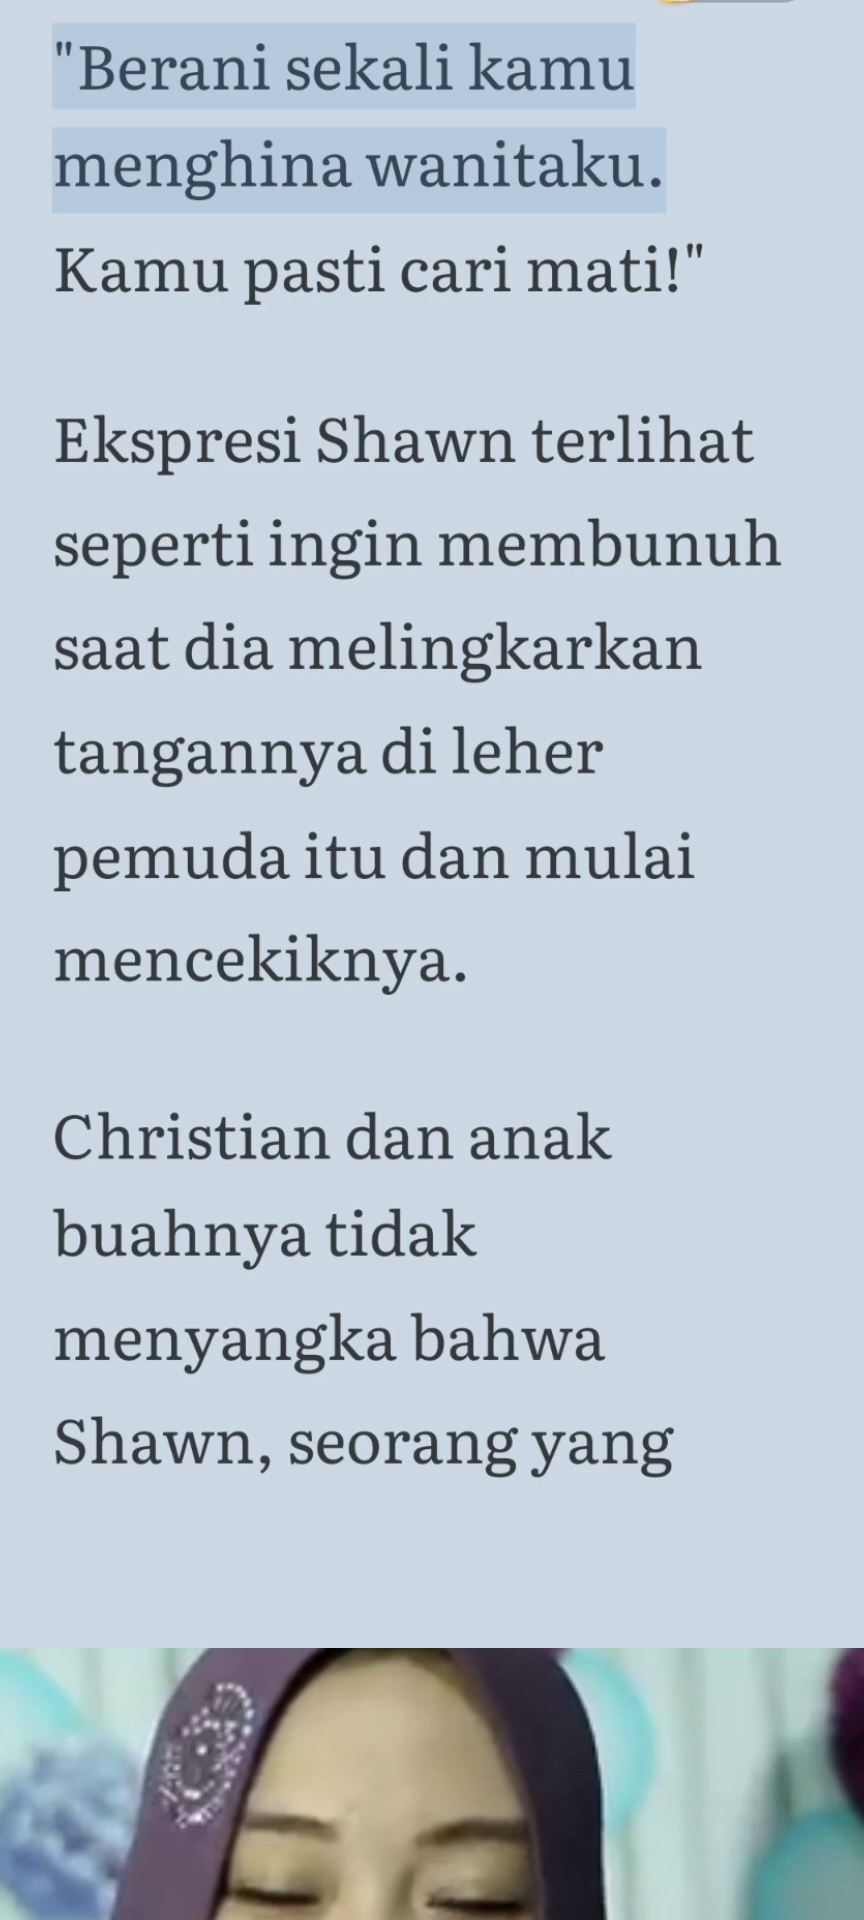 "Berani sekali kamu
menghina wanitaku.
Kamu pasti cari mati!"
Ekspresi Shawn terlihat
seperti ingin membunuh
saat dia melingkarkan
tangannya di leher
pemuda itu dan mulai
mencekiknya.
Christian dan anak
buahnya tidak
menyangka bahwa
Shawn, seorang yang